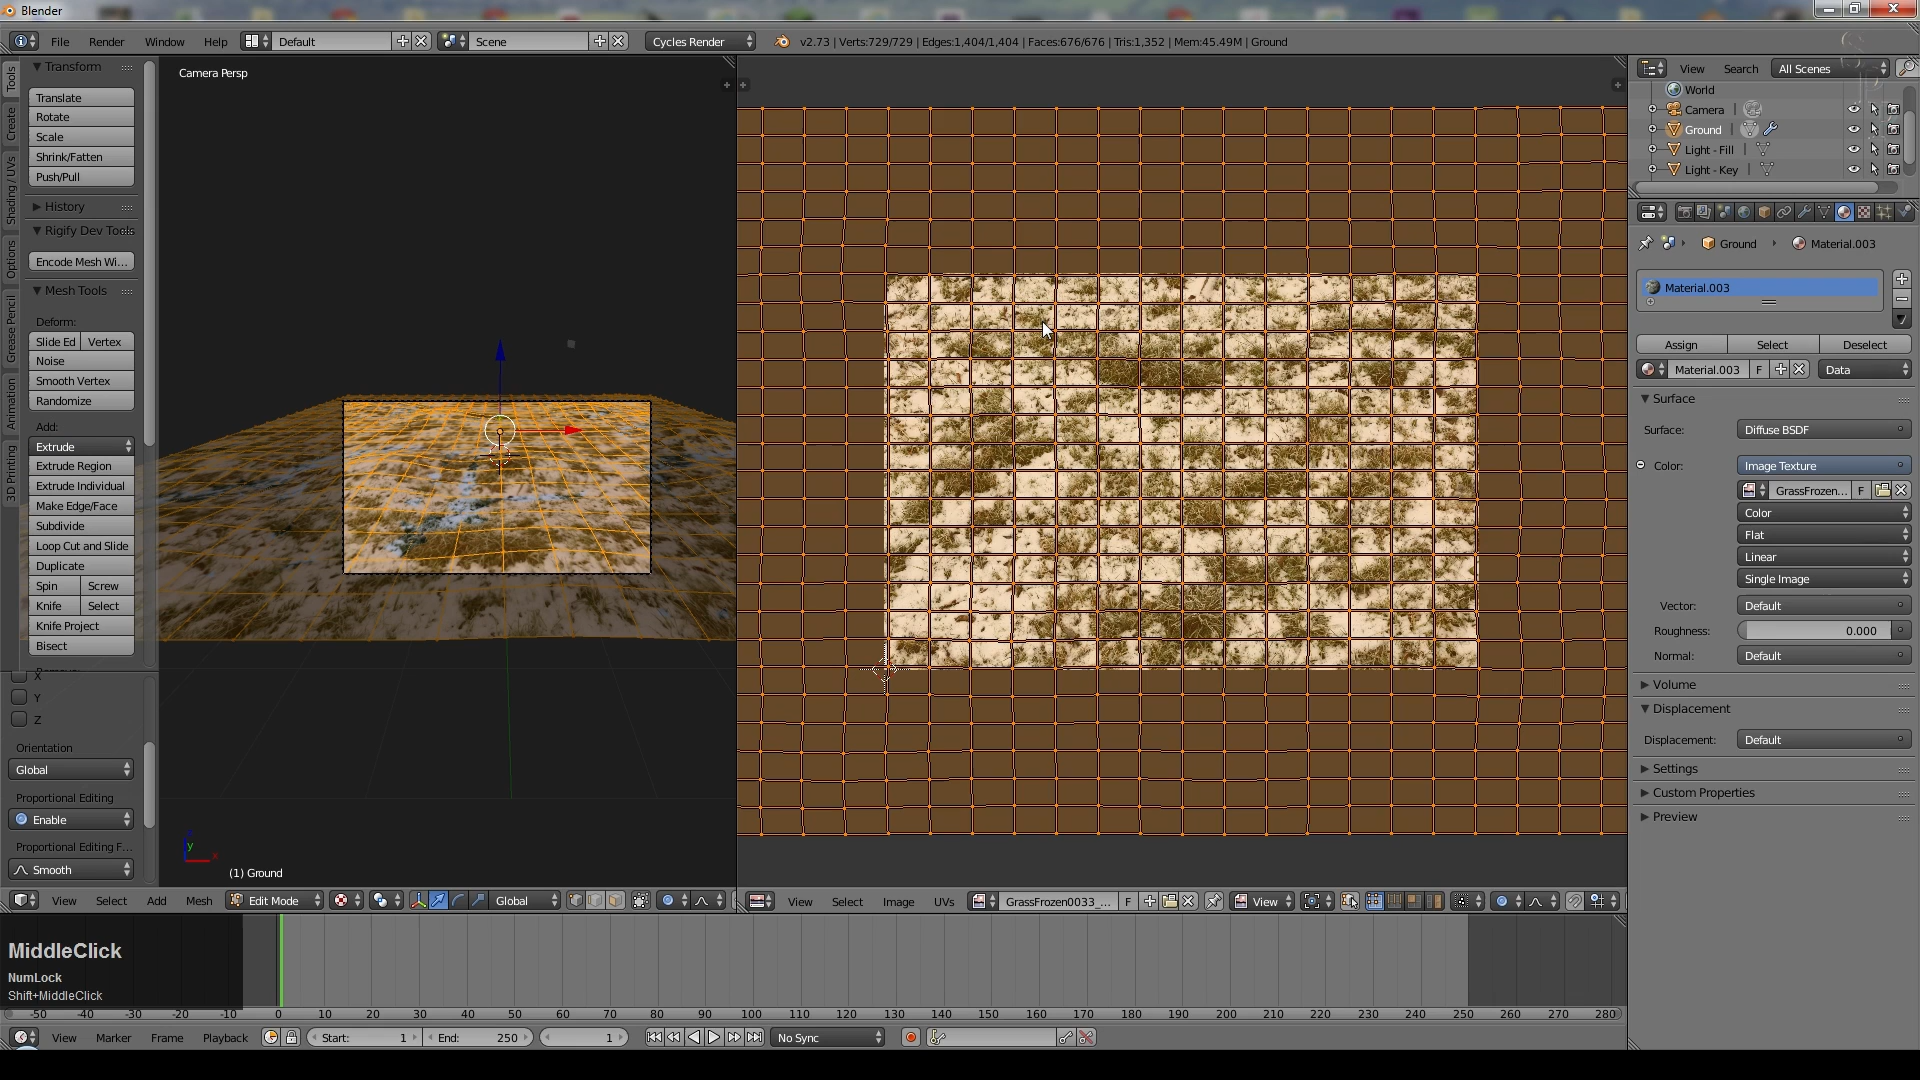 Blender
File Render Window Help Default Scene Cycles Render v2.73 | Verts:729/729 | Edges:1,404/1,404 | Faces:676/676 | Tris:1,352 | Mem:45.49M | Ground
Tools
Create
Shading / UVs
Options
Grease Pencil
Animation
3D Printing
Transform
Translate
Rotate
Scale
Shrink/Fatten
Push/Pull
History
Rigify Dev Tools
Encode Mesh Wi...
Mesh Tools
Deform:
Slide Ed Vertex
Noise
Smooth Vertex
Randomize
Add:
Extrude
Extrude Region
Extrude Individual
Make Edge/Face
Subdivide
Loop Cut and Slide
Duplicate
Spin Screw
Knife Select
Knife Project
Bisect
X
Y
Z
Orientation
Global
Proportional Editing
Enable
Proportional Editing F...
Smooth
Camera Persp
y
x
(1) Ground
View Select Add Mesh Edit Mode Global
View Select Image UVs GrassFrozen0033_... F View
View Search All Scenes
World
Camera
Ground
Light - Fill
Light - Key
Ground Material.003
Material.003
Assign Select Deselect
Material.003 F Data
Surface
Surface: Diffuse BSDF
Color: Image Texture
GrassFrozen... F
Color
Flat
Linear
Single Image
Vector: Default
Roughness: 0.000
Normal: Default
Volume
Displacement
Displacement: Default
Settings
Custom Properties
Preview
MiddleClick
NumLock
Shift+MiddleClick
-50 -40 -30 -20 -10 0 10 20 30 40 50 60 70 80 90 100 110 120 130 140 150 160 170 180 190 200 210 220 230 240 250 260 270 280
View Marker Frame Playback Start: 1 End: 250 1 No Sync